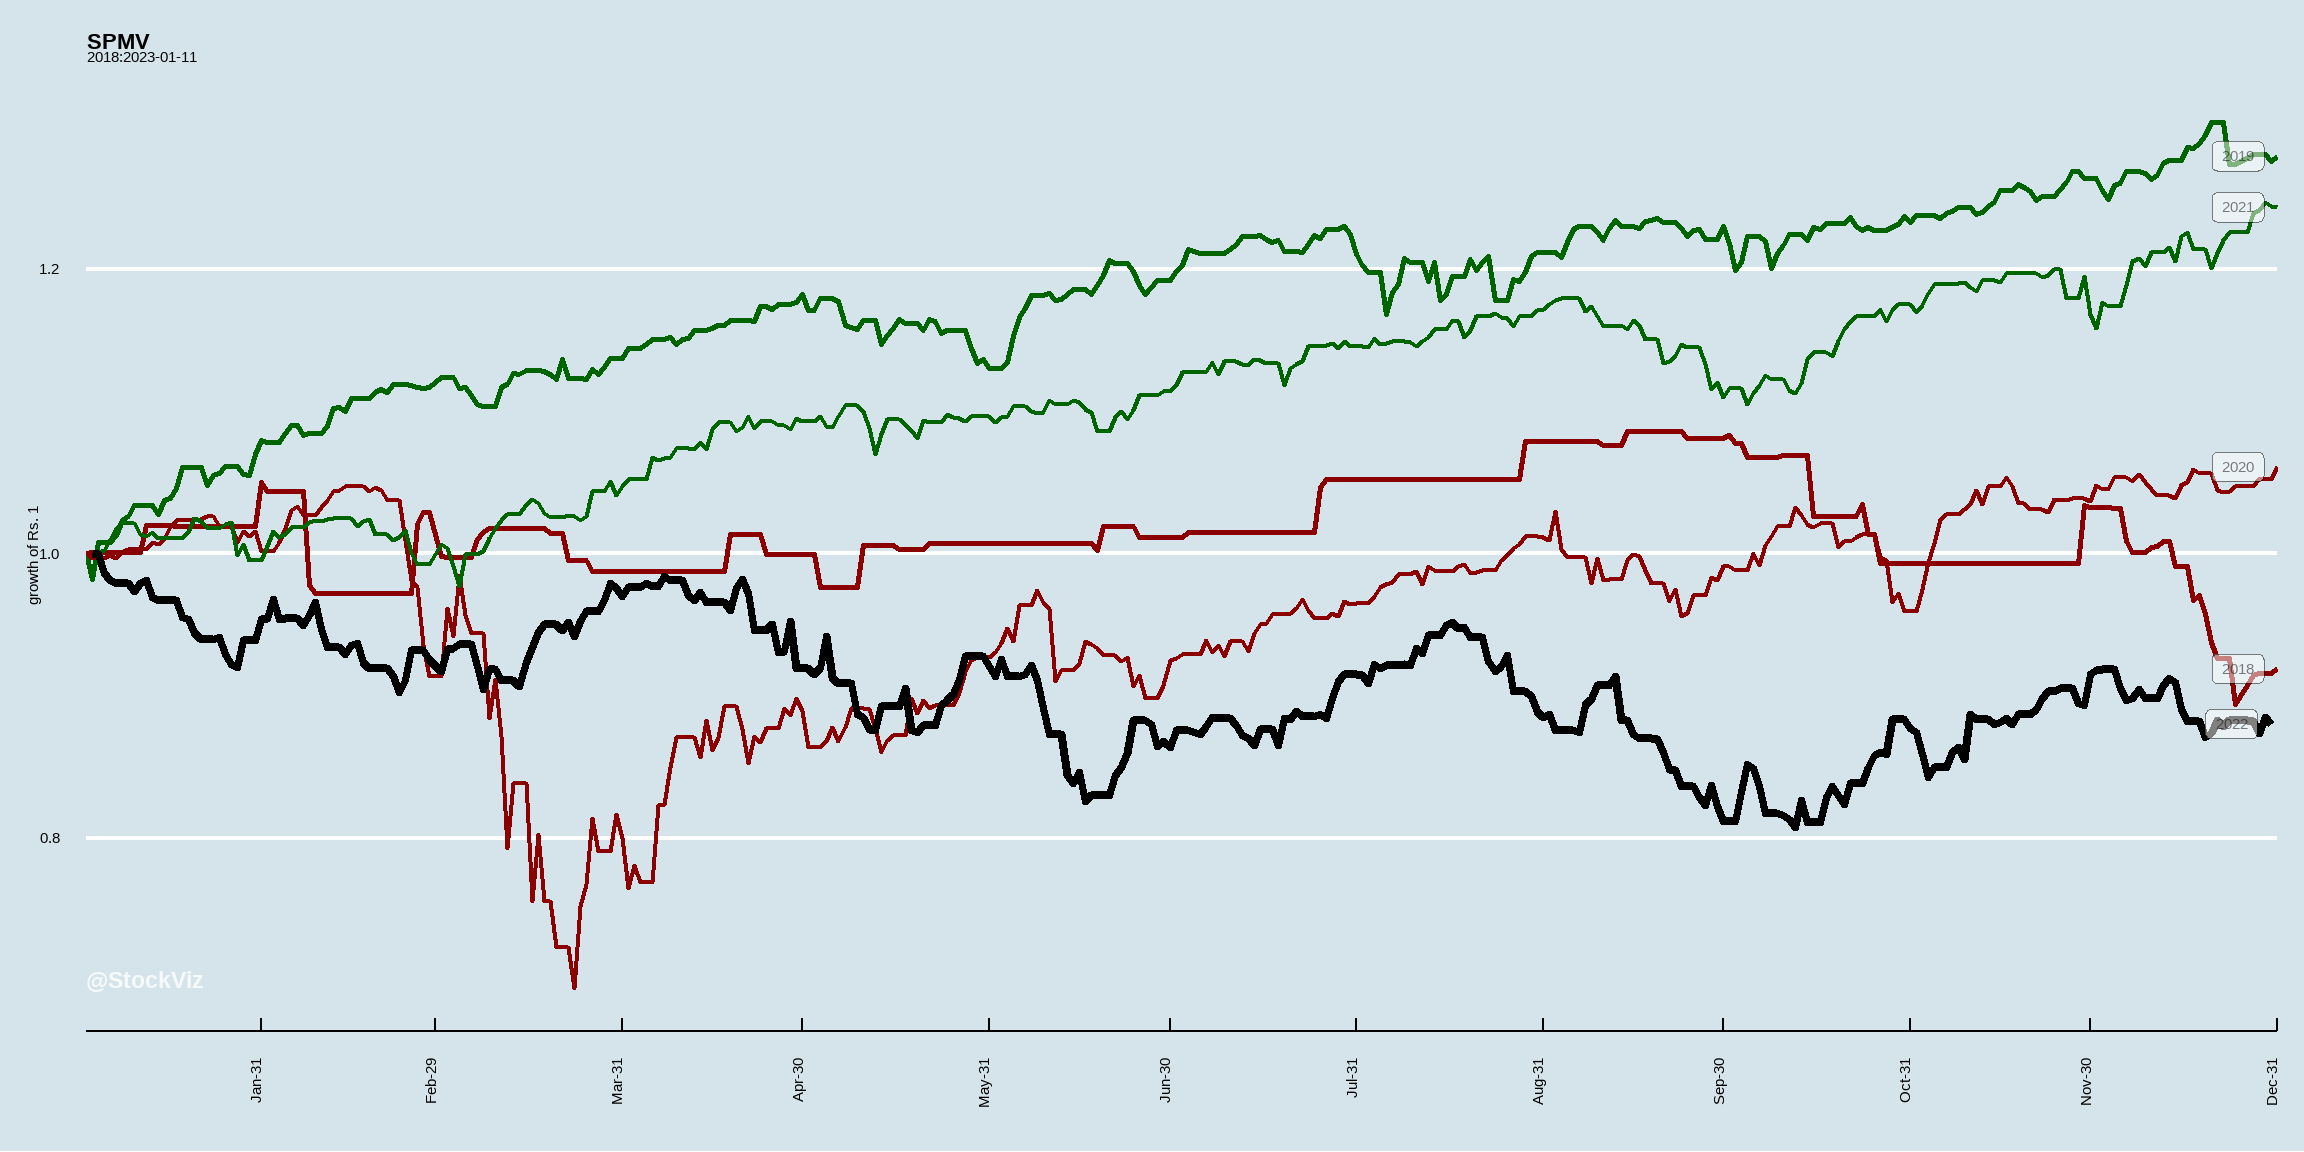 SPMV
2018:2023-01-11
2019
2021
1.2
2020
growth of Rs. 1
1.0
2018
2022
0.8
@StockViz
Jan-31
Feb-29
Mar-31
Apr-30
May-31
Jun-30
Jul-31
Aug-31
Sep-30
Oct-31
Nov-30
Dec-31